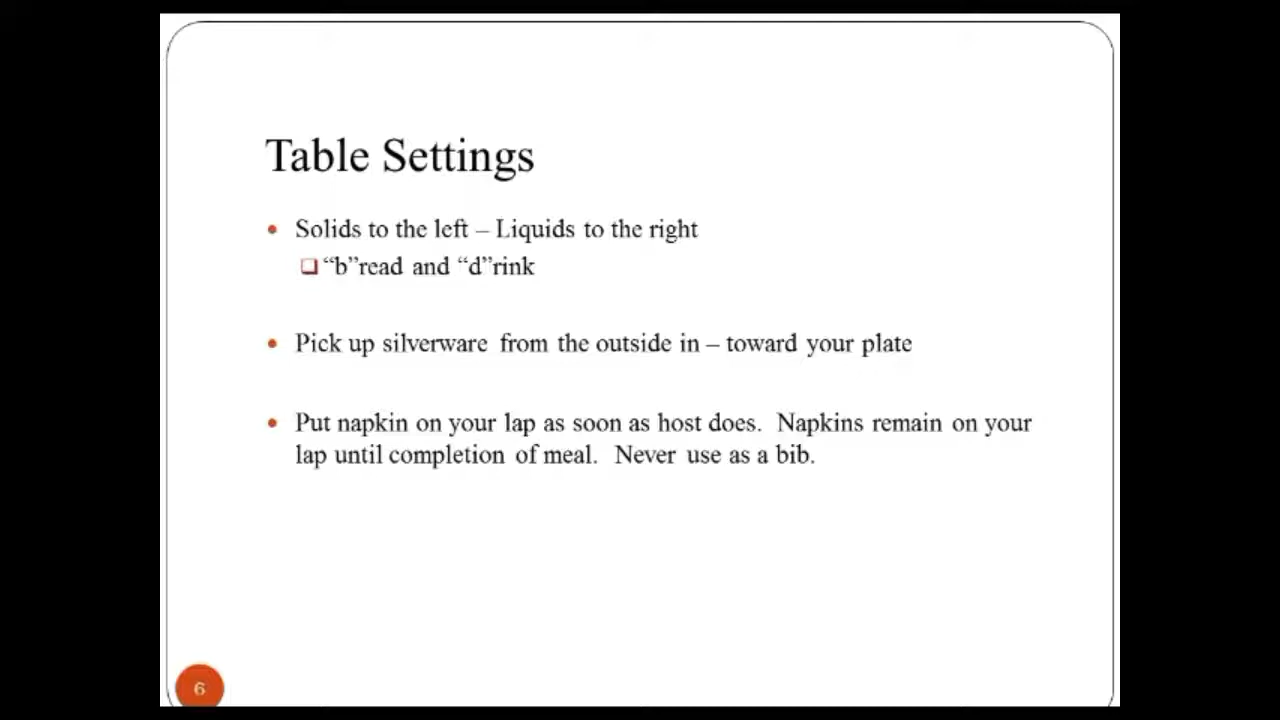 Table Settings
• Solids to the left – Liquids to the right
❑ “b”read and “d”rink
• Pick up silverware from the outside in – toward your plate
• Put napkin on your lap as soon as host does. Napkins remain on your
lap until completion of meal. Never use as a bib.
6